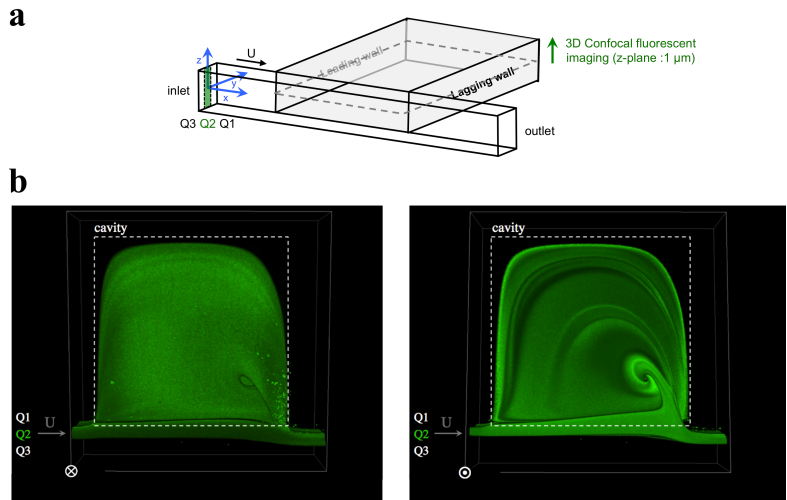 a
U
3D Confocal fluorescent
imaging (z-plane :1 μm)
z
Leading wall
Lagging wall
inlet
y
x
Q3 Q2 Q1
outlet
b
cavity
Q1
Q2 U
Q3
cavity
Q1
Q2 U
Q3